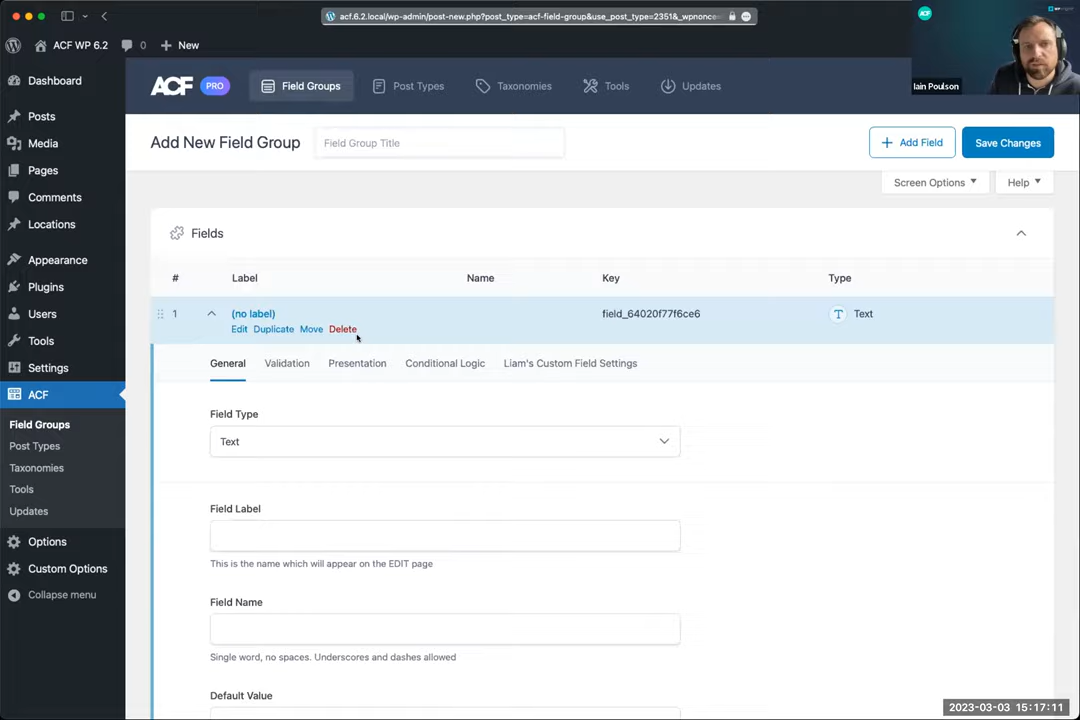 acf.6.2.local/wp-admin/post-new.php?post_type=acf-field-group&use_post_type=2351&_wpnonce=
ACF
Iain Poulson
ACF WP 6.2
0
New
Dashboard
Posts
Media
Pages
Comments
Locations
Appearance
Plugins
Users
Tools
Settings
ACF
Field Groups
Post Types
Taxonomies
Tools
Updates
Options
Custom Options
Collapse menu
ACF PRO
Field Groups
Post Types
Taxonomies
Tools
Updates
Add New Field Group
Field Group Title
Add Field
Save Changes
Screen Options
Help
Fields
# Label Name Key Type
1 (no label) field_64020f77f6ce6 T Text
Edit Duplicate Move Delete
General Validation Presentation Conditional Logic Liam's Custom Field Settings
Field Type
Text
Field Label
This is the name which will appear on the EDIT page
Field Name
Single word, no spaces. Underscores and dashes allowed
Default Value
2023-03-03 15:17:11